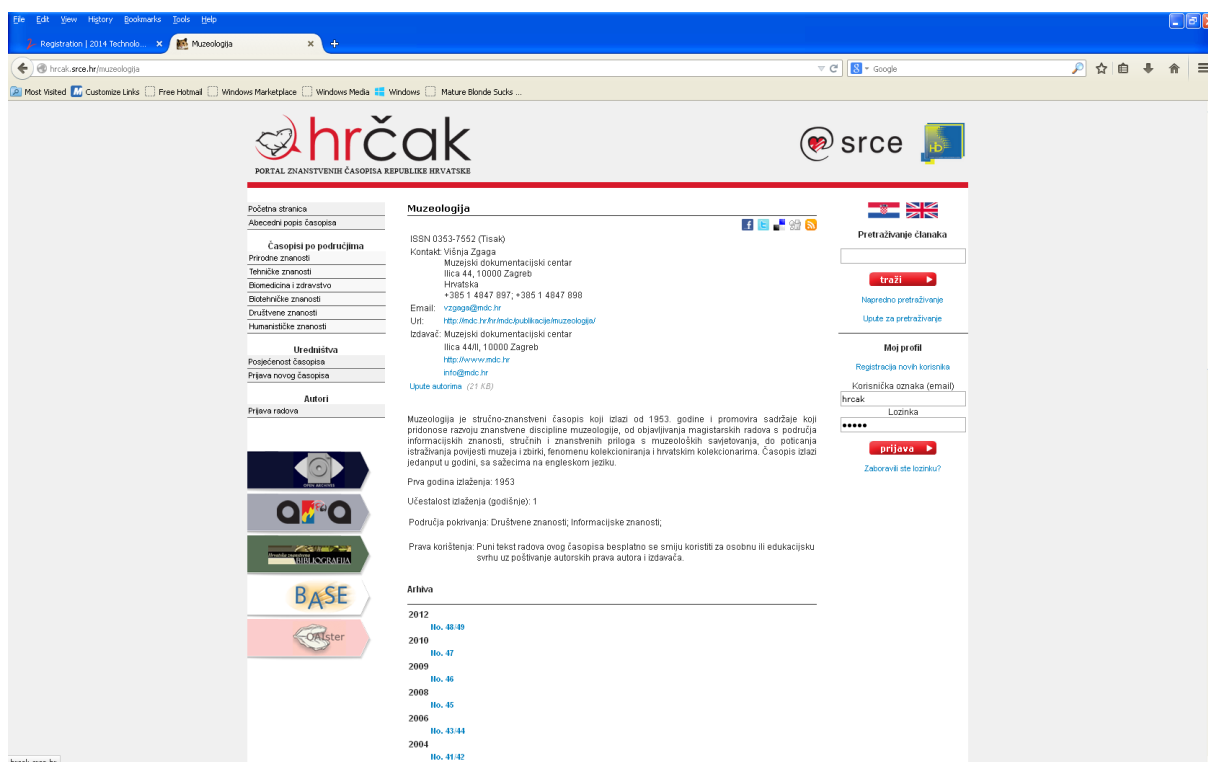 File Edit View History Bookmarks Tools Help
Registration | 2014 Technolo...
Muzeologija
hrcak.srce.hr/muzeologija
Google
Most Visited Customize Links Free Hotmail Windows Marketplace Windows Media Windows Mature Blonde Sucks ...
hrčak
PORTAL ZNANSTVENIH ČASOPISA REPUBLIKE HRVATSKE
srce
Početna stranica
Abecedni popis časopisa
Časopisi po područjima
Prirodne znanosti
Tehničke znanosti
Biomedicina i zdravstvo
Biotehničke znanosti
Društvene znanosti
Humanističke znanosti
Uredništva
Posjećenost časopisa
Prijava novog časopisa
Autori
Prijava radova
OPEN ARCHIVES
Hrvatska znanstvena
BIBLIOGRAFIJA
BASE
OAIster
Muzeologija
ISSN 0353-7552 (Tisak)
Kontakt: Višnja Zgaga
Muzejski dokumentacijski centar
Ilica 44, 10000 Zagreb
Hrvatska
+385 1 4847 897; +385 1 4847 898
Email: vzgaga@mdc.hr
Url: http://mdc.hr/hr/mdc/publikacije/muzeologija/
Izdavač: Muzejski dokumentacijski centar
Ilica 44/II, 10000 Zagreb
http://www.mdc.hr
info@mdc.hr
Upute autorima (21 KB)
Muzeologija je stručno-znanstveni časopis koji izlazi od 1953. godine i promovira sadržaje koji
pridonose razvoju znanstvene discipline muzeologije, od objavljivanja magistarskih radova s područja
informacijskih znanosti, stručnih i znanstvenih priloga s muzeoloških savjetovanja, do poticanja
istraživanja povijesti muzeja i zbirki, fenomenu kolekcioniranja i hrvatskim kolekcionarima. Časopis izlazi
jedanput u godini, sa sažecima na engleskom jeziku.
Prva godina izlaženja: 1953
Učestalost izlaženja (godišnje): 1
Područja pokrivanja: Društvene znanosti; Informacijske znanosti;
Prava korištenja: Puni tekst radova ovog časopisa besplatno se smiju koristiti za osobnu ili edukacijsku
svrhu uz poštivanje autorskih prava autora i izdavača.
Arhiva
2012
No. 48/49
2010
No. 47
2009
No. 46
2008
No. 45
2006
No. 43/44
2004
No. 41/42
Pretraživanje članaka
traži
Napredno pretraživanje
Upute za pretraživanje
Moj profil
Registracija novih korisnika
Korisnička oznaka (email)
hrcak
Lozinka
•••••
prijava
Zaboravili ste lozinku?